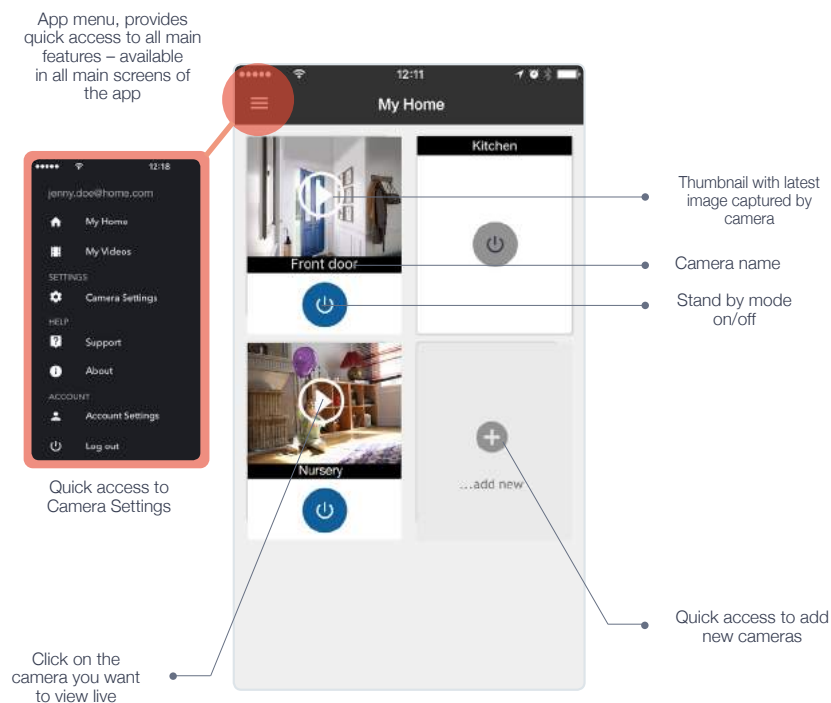 App menu, provides
quick access to all main
features – available
in all main screens of
the app
12:11
My Home
12:18
jenny.doe@home.com
My Home
My Videos
SETTINGS
Camera Settings
HELP
Support
About
ACCOUNT
Account Settings
Log out
Quick access to
Camera Settings
Front door
Kitchen
Nursery
...add new
Thumbnail with latest
image captured by
camera
Camera name
Stand by mode
on/off
Quick access to add
new cameras
Click on the
camera you want
to view live